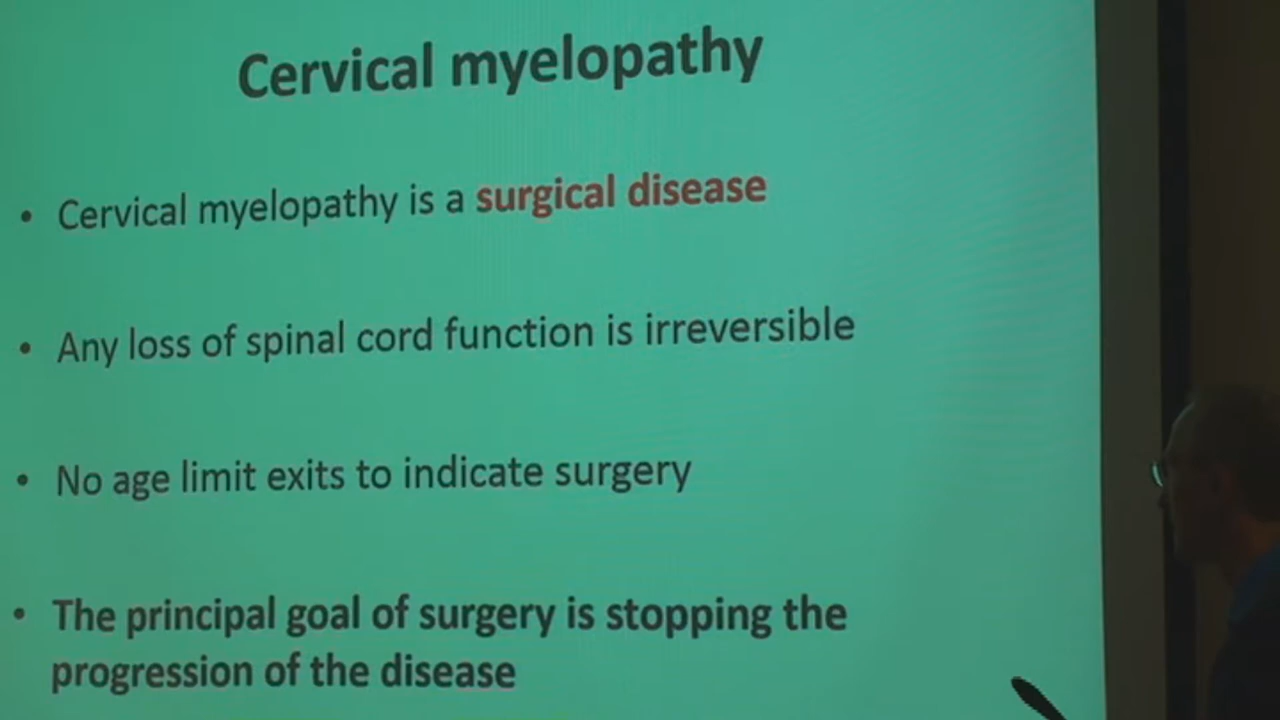 Cervical myelopathy
• Cervical myelopathy is a surgical disease
• Any loss of spinal cord function is irreversible
• No age limit exits to indicate surgery
• The principal goal of surgery is stopping the
progression of the disease